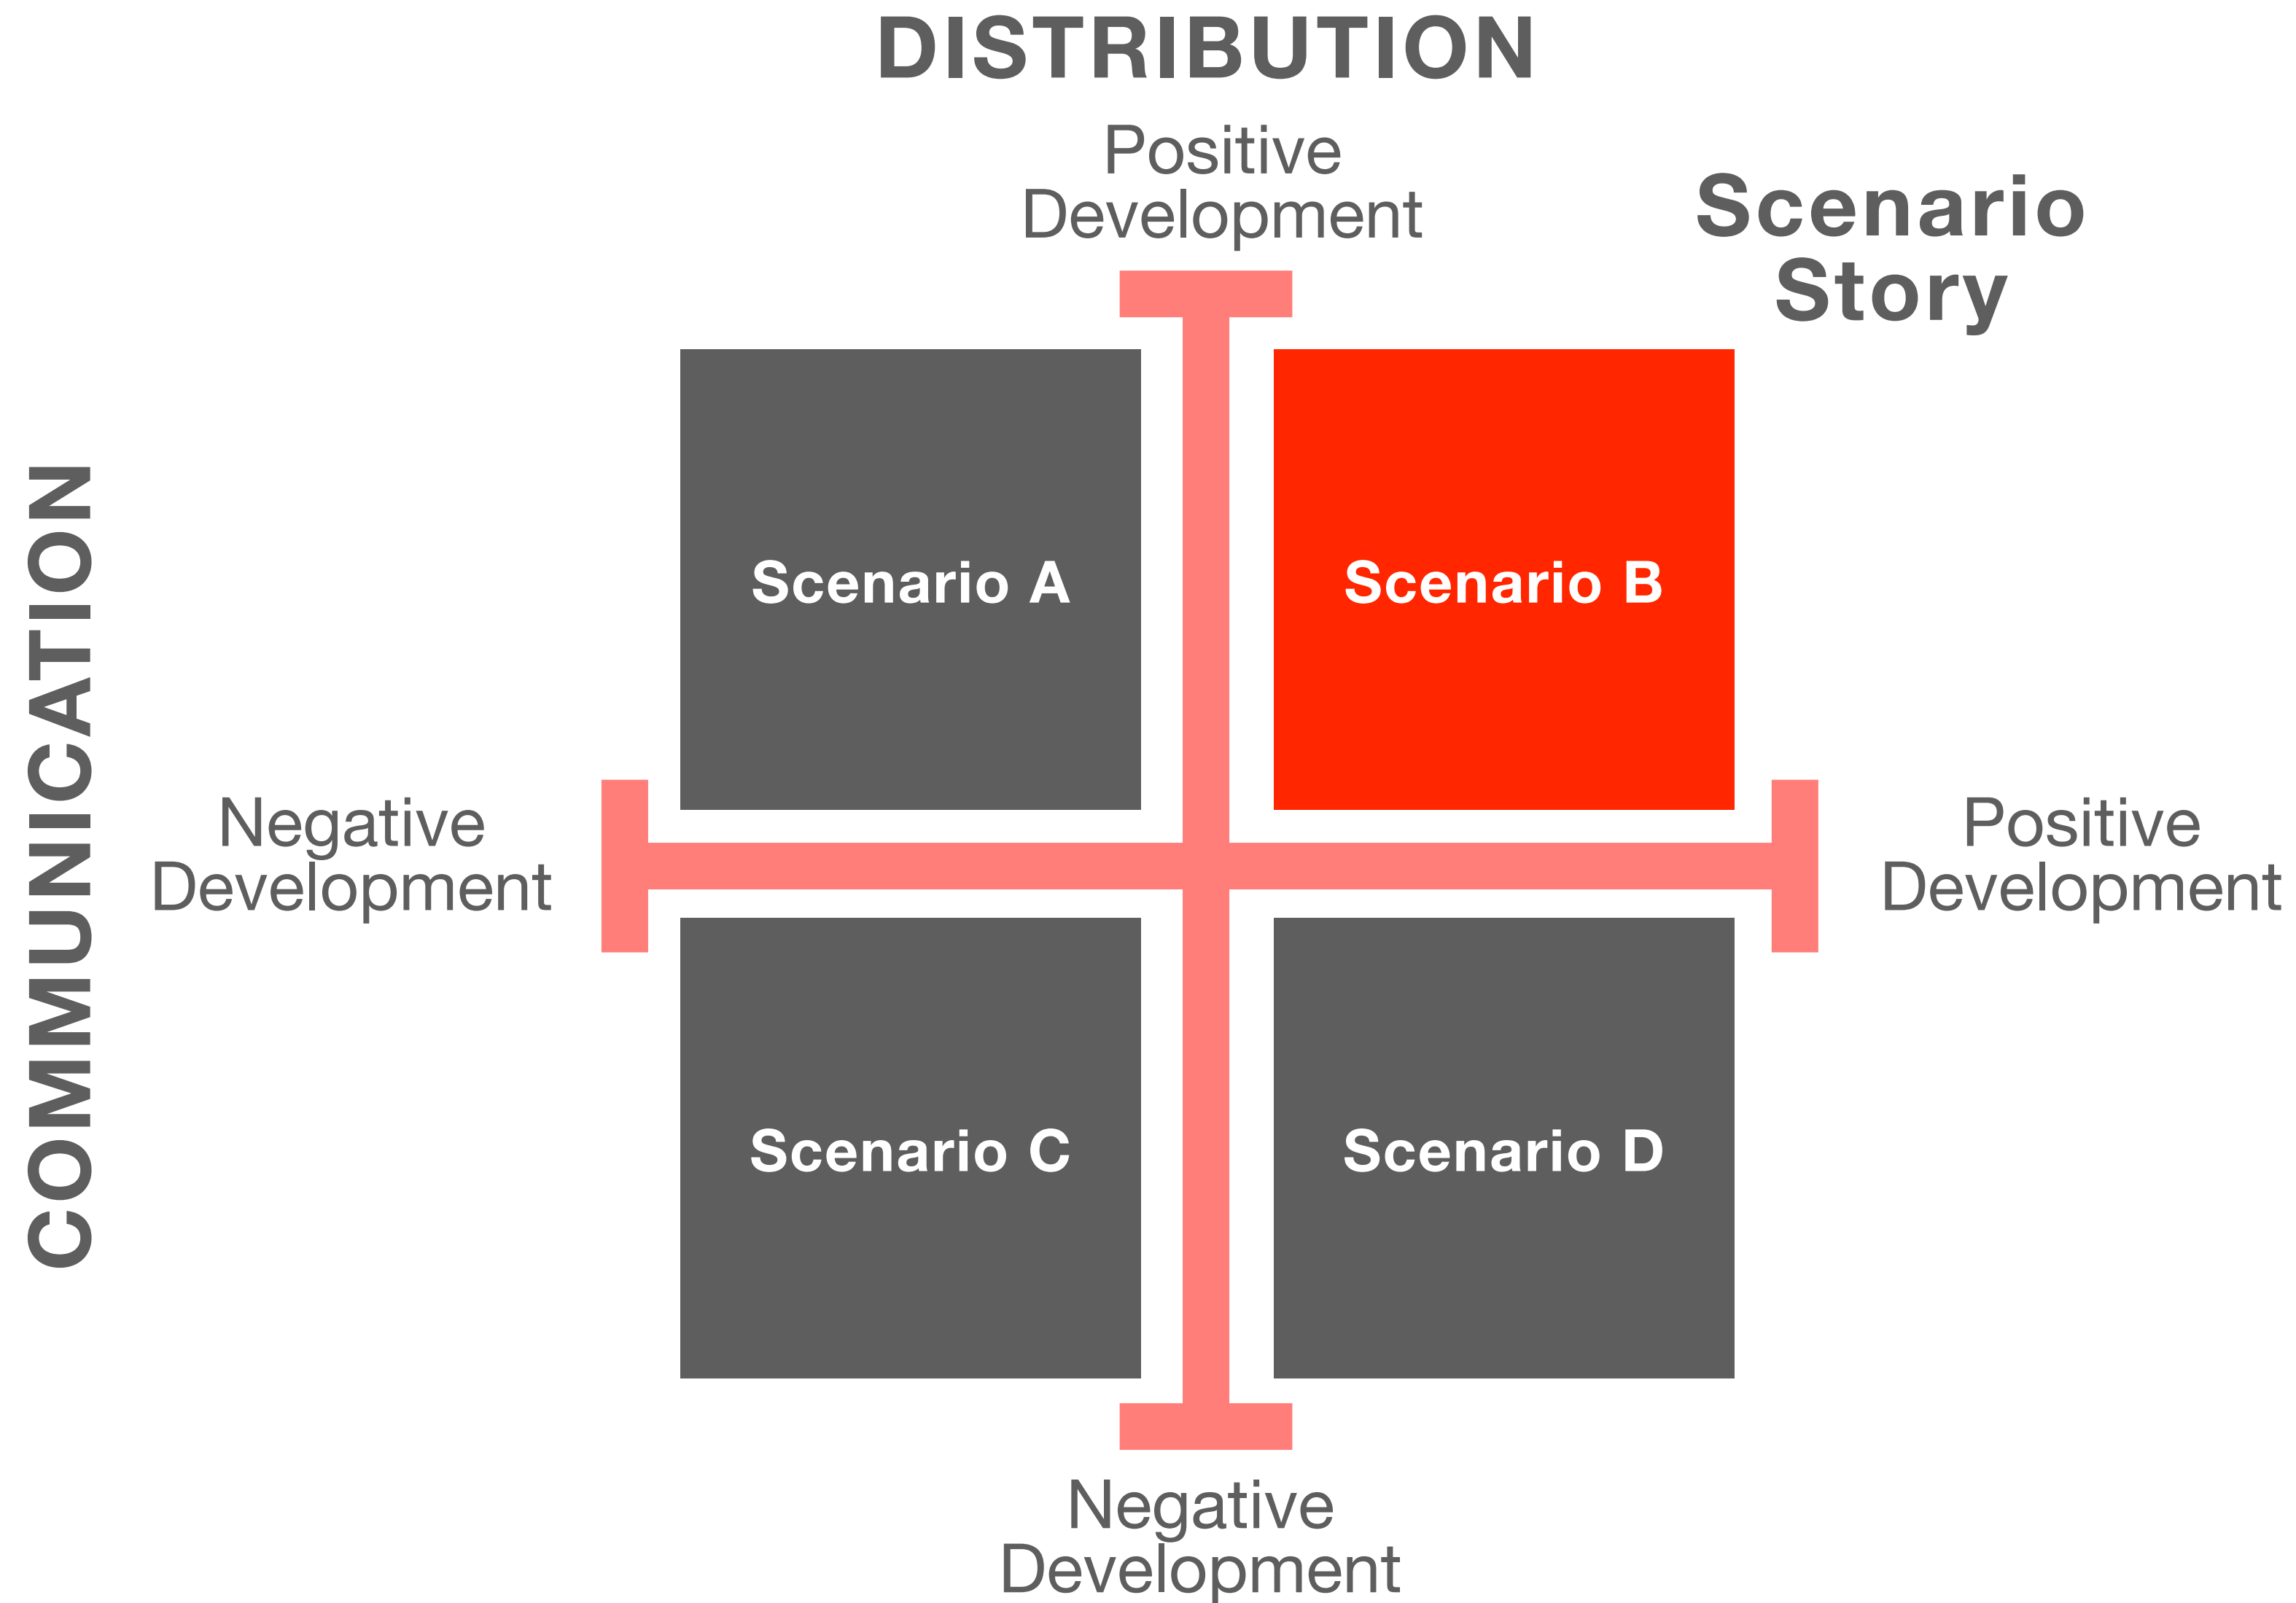 DISTRIBUTION
Positive
Development
Scenario
Story
COMMUNICATION
Scenario A
Scenario B
Negative
Development
Positive
Development
Scenario C
Scenario D
Negative
Development